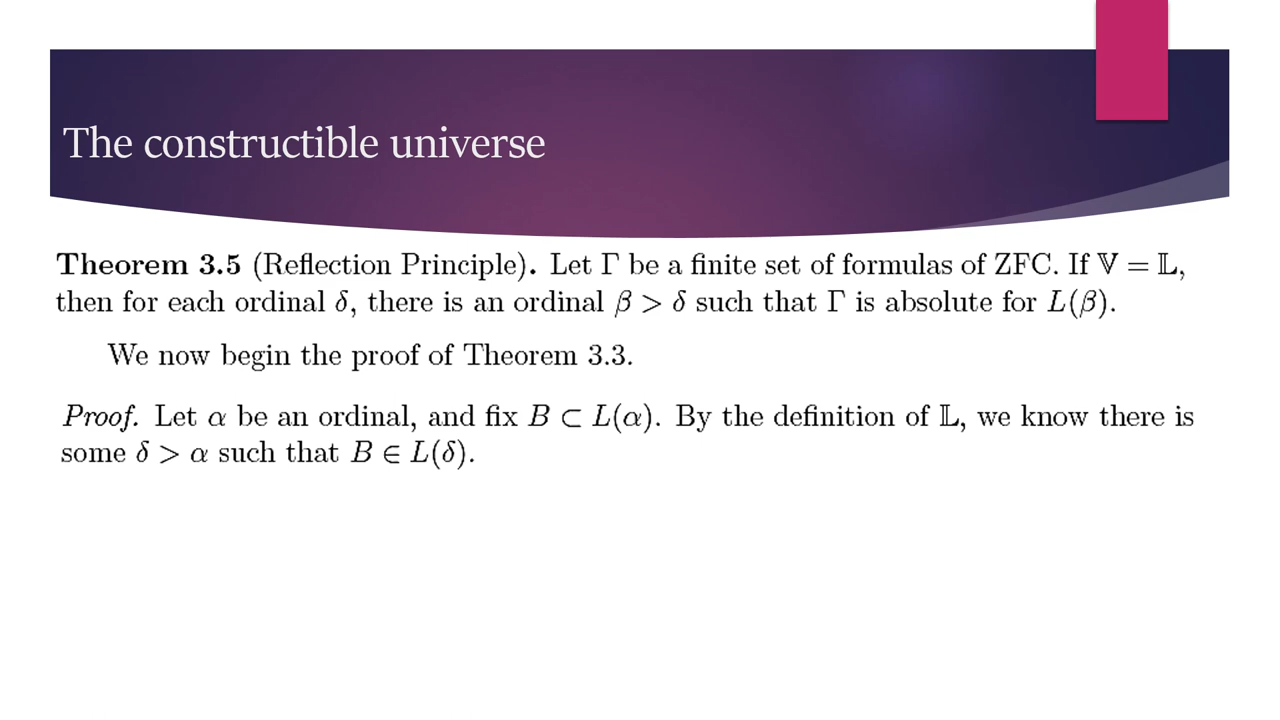 The constructible universe
Theorem 3.5 (Reflection Principle). Let Γ be a finite set of formulas of ZFC. If 𝕍 = 𝕃,
then for each ordinal δ, there is an ordinal β > δ such that Γ is absolute for L(β).
We now begin the proof of Theorem 3.3.
Proof. Let α be an ordinal, and fix B ⊂ L(α). By the definition of 𝕃, we know there is
some δ > α such that B ∈ L(δ).